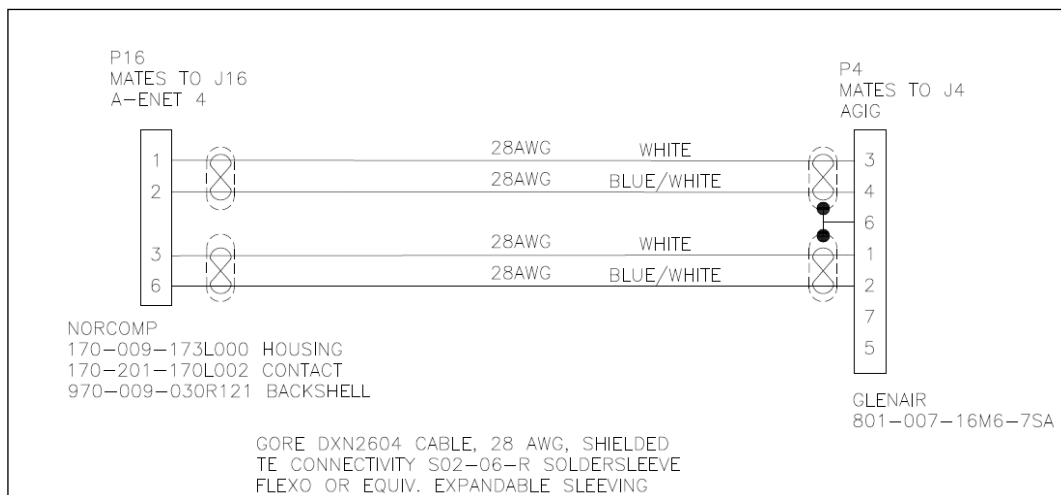 P16
MATES TO J16
A-ENET 4
P4
MATES TO J4
AGIG
1 28AWG WHITE 3
2 28AWG BLUE/WHITE 4
6
3 28AWG WHITE 1
6 28AWG BLUE/WHITE 2
7
5
NORCOMP
170-009-173L000 HOUSING
170-201-170L002 CONTACT
970-009-030R121 BACKSHELL
GLENAIR
801-007-16M6-7SA
GORE DXN2604 CABLE, 28 AWG, SHIELDED
TE CONNECTIVITY S02-06-R SOLDERSLEEVE
FLEXO OR EQUIV. EXPANDABLE SLEEVING